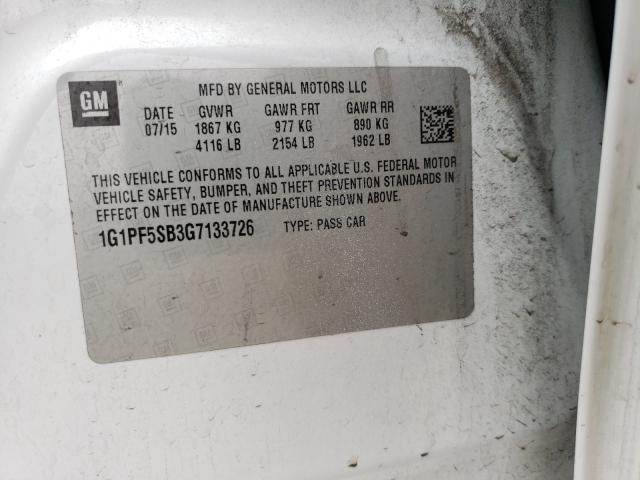 GM
MFD BY GENERAL MOTORS LLC
DATE GVWR GAWR FRT GAWR RR
07/15 1867 KG 977 KG 890 KG
4116 LB 2154 LB 1962 LB
THIS VEHICLE CONFORMS TO ALL APPLICABLE U.S. FEDERAL MOTOR
VEHICLE SAFETY, BUMPER, AND THEFT PREVENTION STANDARDS IN
EFFECT ON THE DATE OF MANUFACTURE SHOWN ABOVE.
1G1PF5SB3G7133726 TYPE: PASS CAR